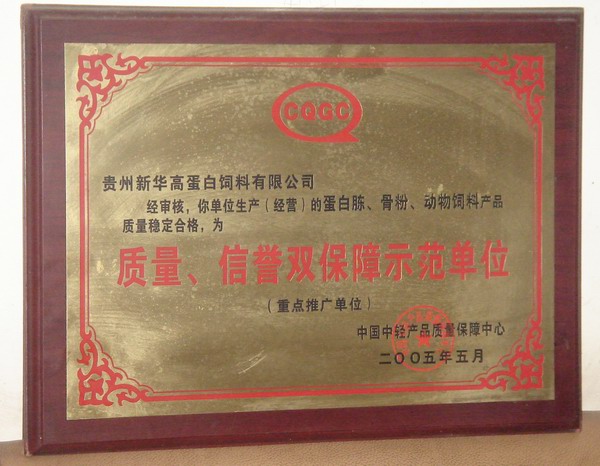 CQGC
贵州新华高蛋白饲料有限公司
经审核，你单位生产（经营）的蛋白胨、骨粉、动物饲料产品
质量稳定合格，为
质量、信誉双保障示范单位
（重点推广单位）
中国中轻产品质量保障中心
二〇〇五年五月